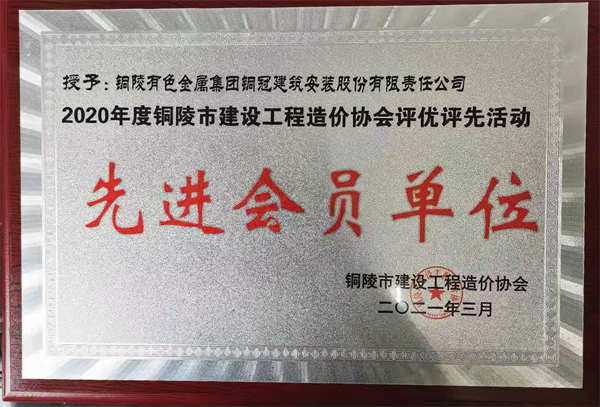 授予：铜陵有色金属集团铜冠建筑安装股份有限责任公司
2020年度铜陵市建设工程造价协会评优评先活动
先进会员单位
铜陵市建设工程造价协会
二〇二一年三月